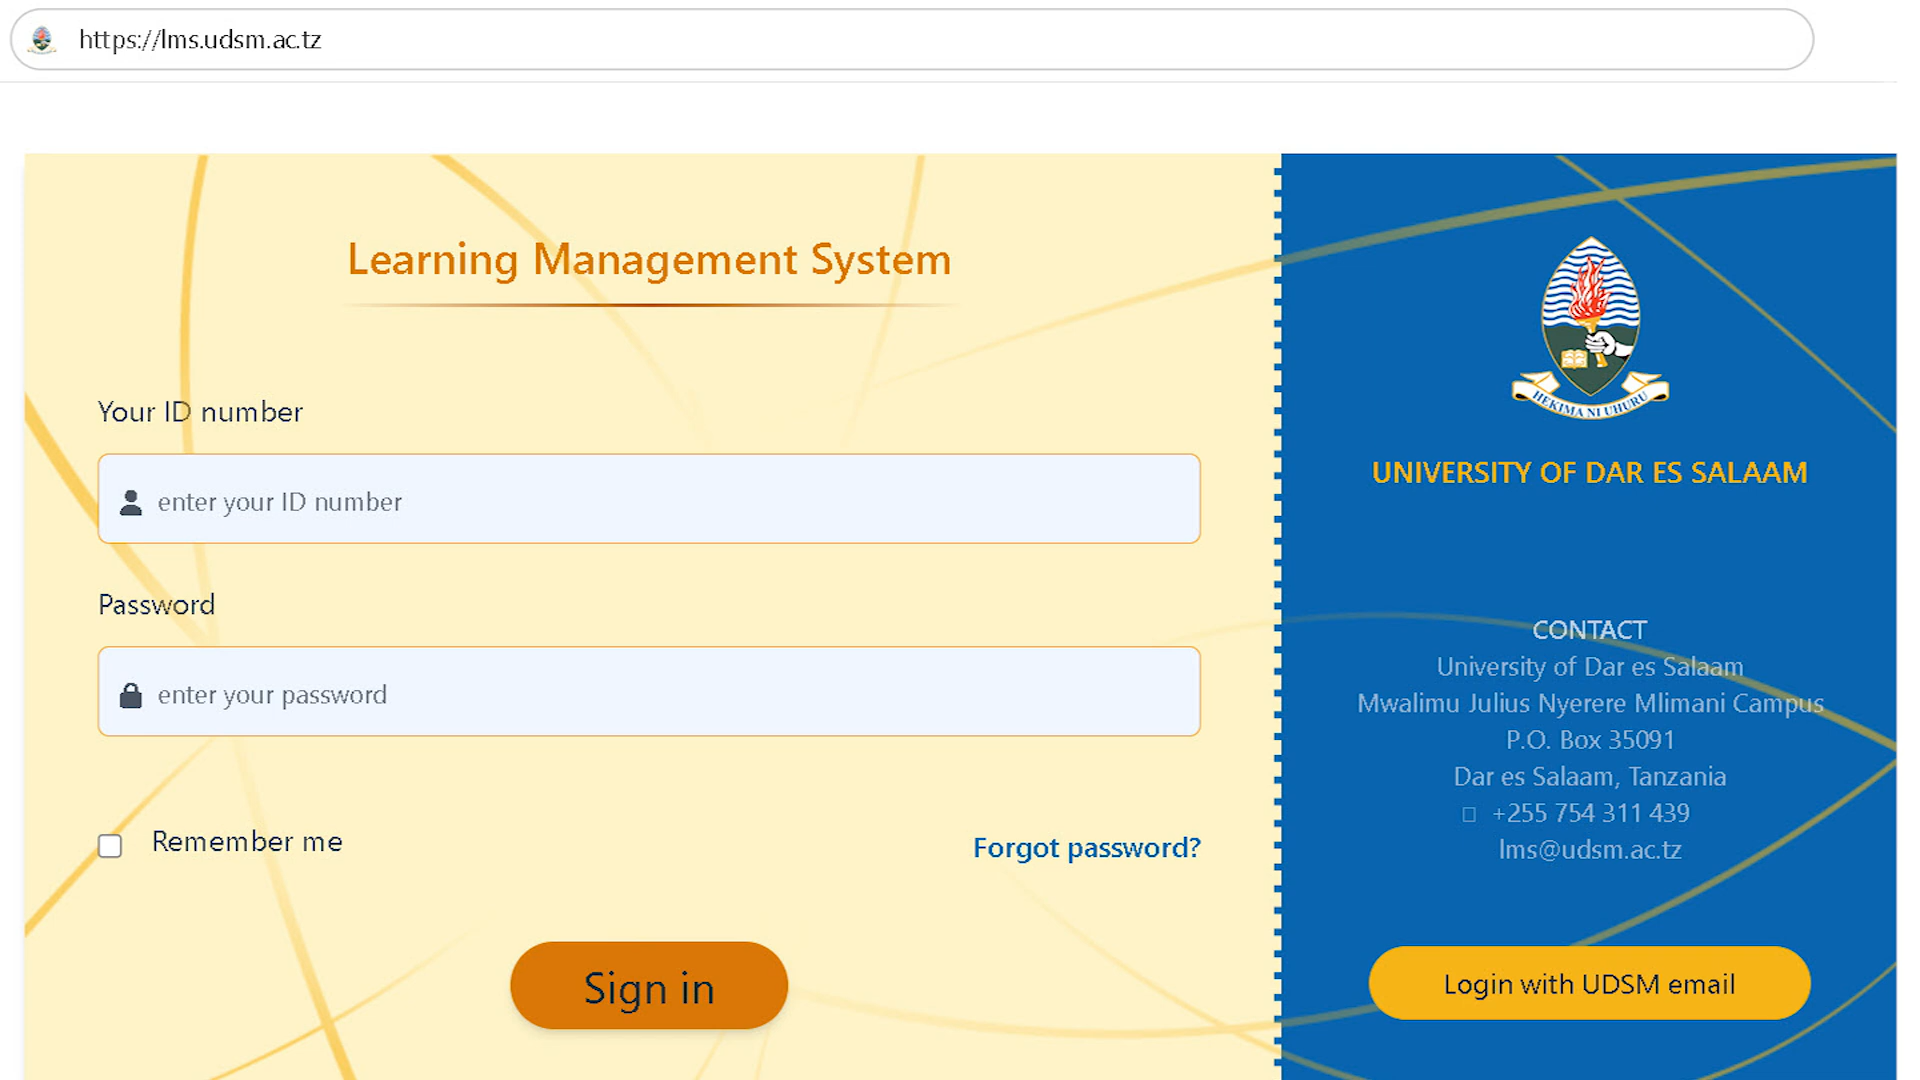 https://lms.udsm.ac.tz
Learning Management System
Your ID number
enter your ID number
Password
enter your password
Remember me
Forgot password?
Sign in
HEKIMA NI UHURU
UNIVERSITY OF DAR ES SALAAM
CONTACT
University of Dar es Salaam
Mwalimu Julius Nyerere Mlimani Campus
P.O. Box 35091
Dar es Salaam, Tanzania
+255 754 311 439
lms@udsm.ac.tz
Login with UDSM email